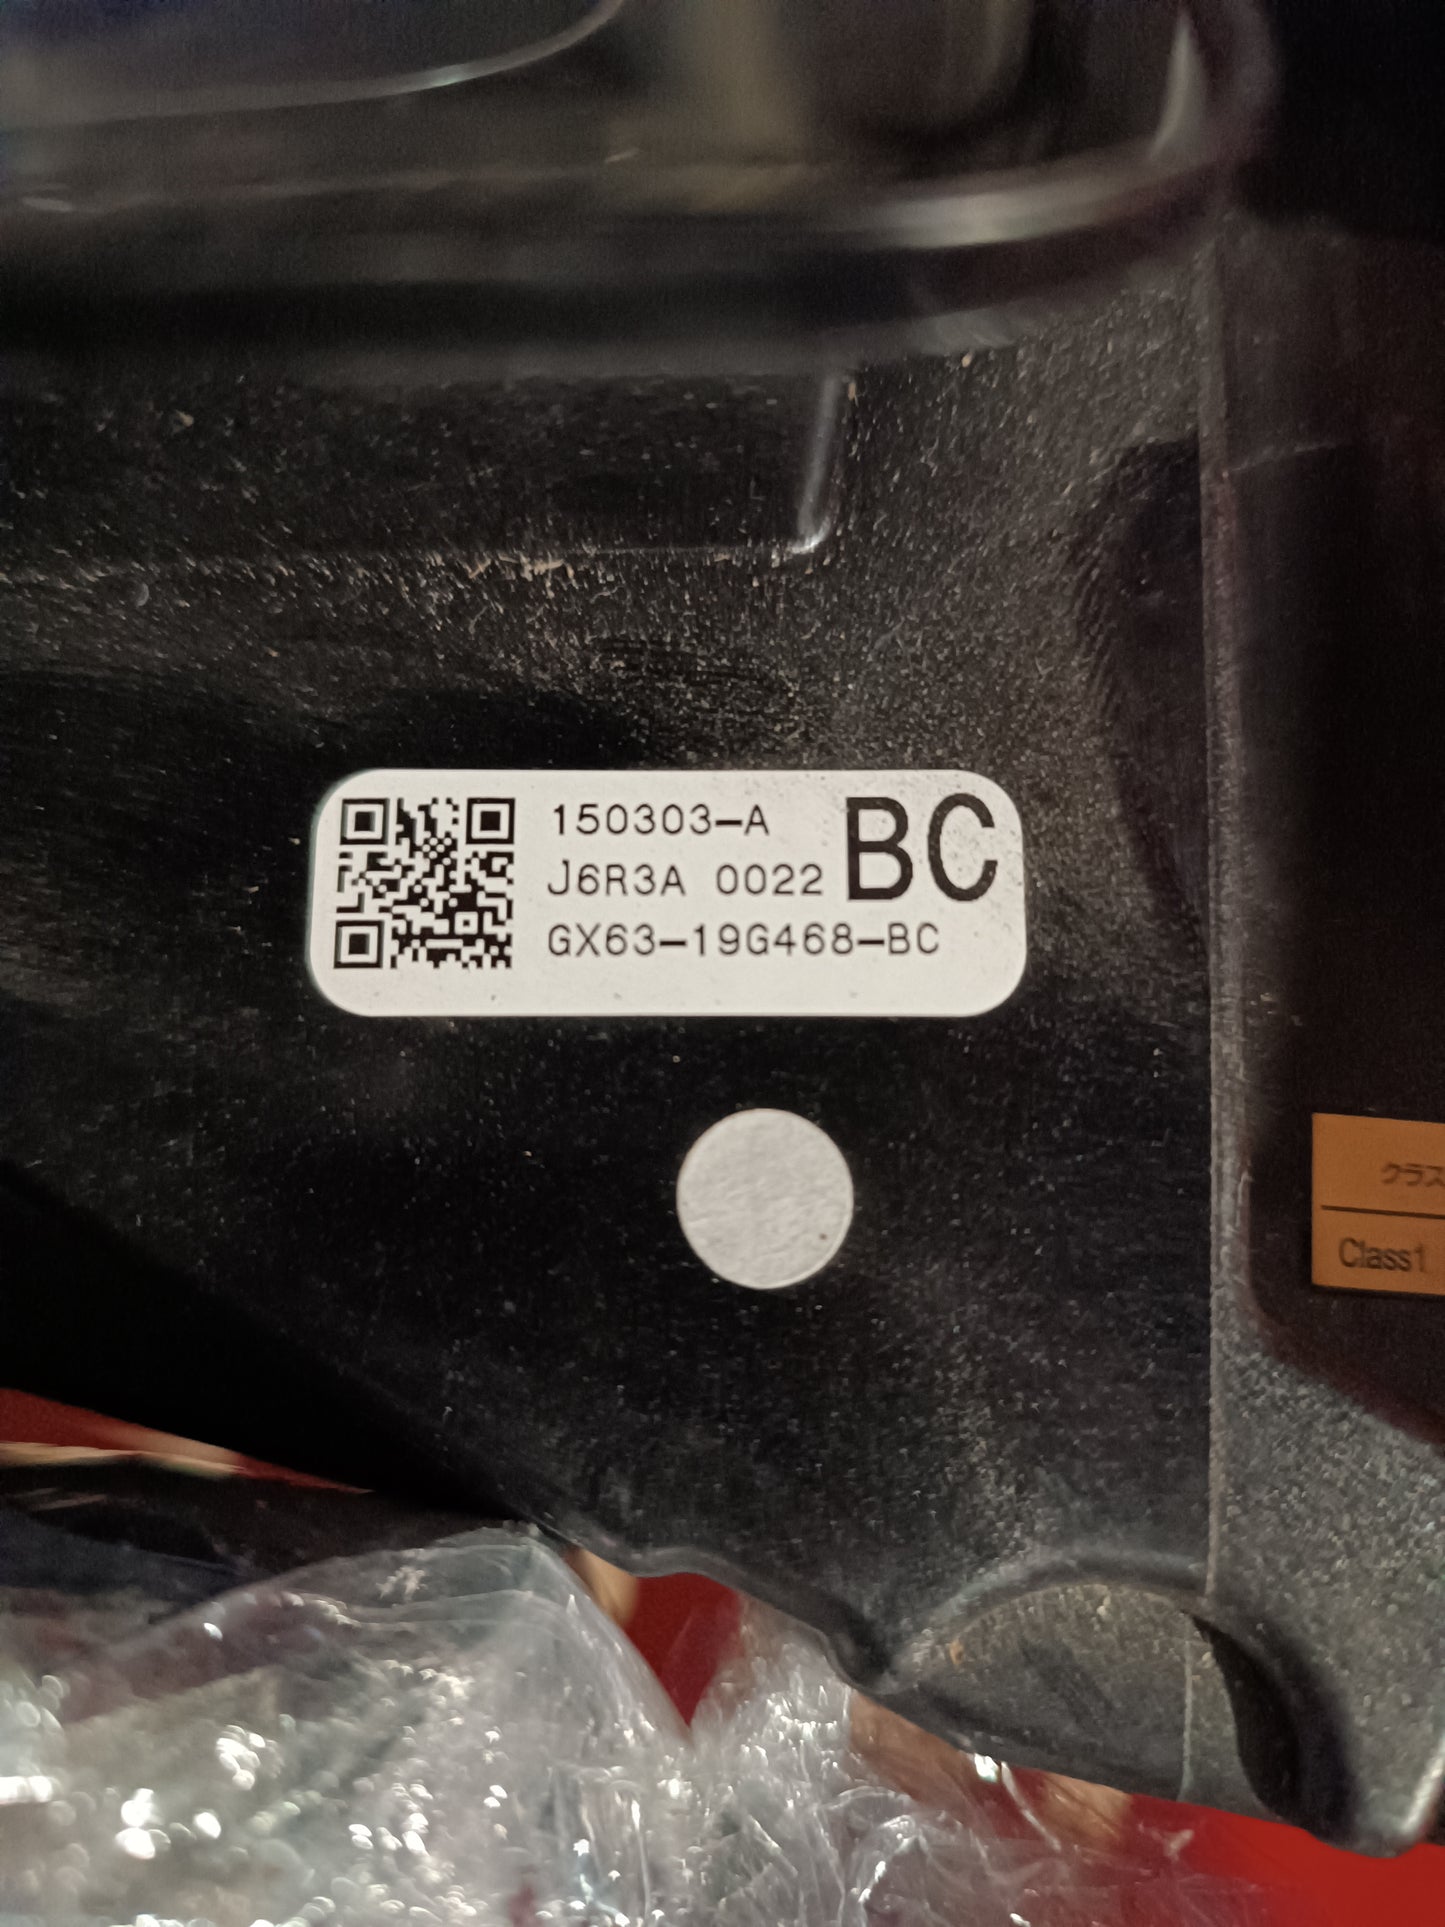 150303-A
J6R3A 0022
BC
GX63-19G468-BC
クラス
Class1